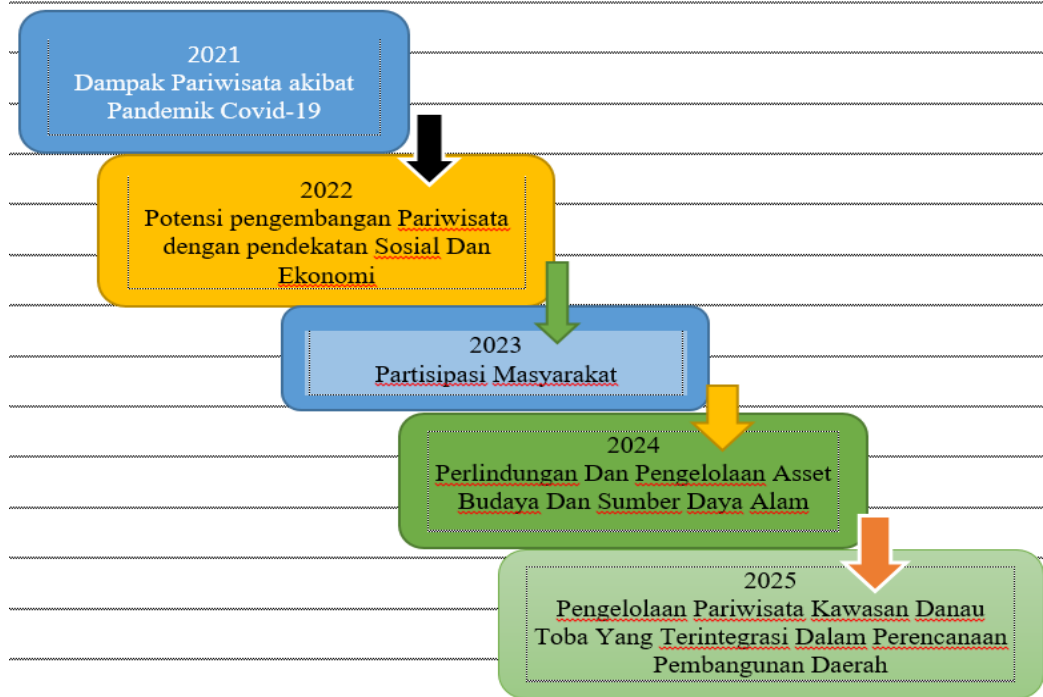 2021
Dampak Pariwisata akibat
Pandemik Covid-19
2022
Potensi pengembangan Pariwisata
dengan pendekatan Sosial Dan
Ekonomi
2023
Partisipasi Masyarakat
2024
Perlindungan Dan Pengelolaan Asset
Budaya Dan Sumber Daya Alam
2025
Pengelolaan Pariwisata Kawasan Danau
Toba Yang Terintegrasi Dalam Perencanaan
Pembangunan Daerah